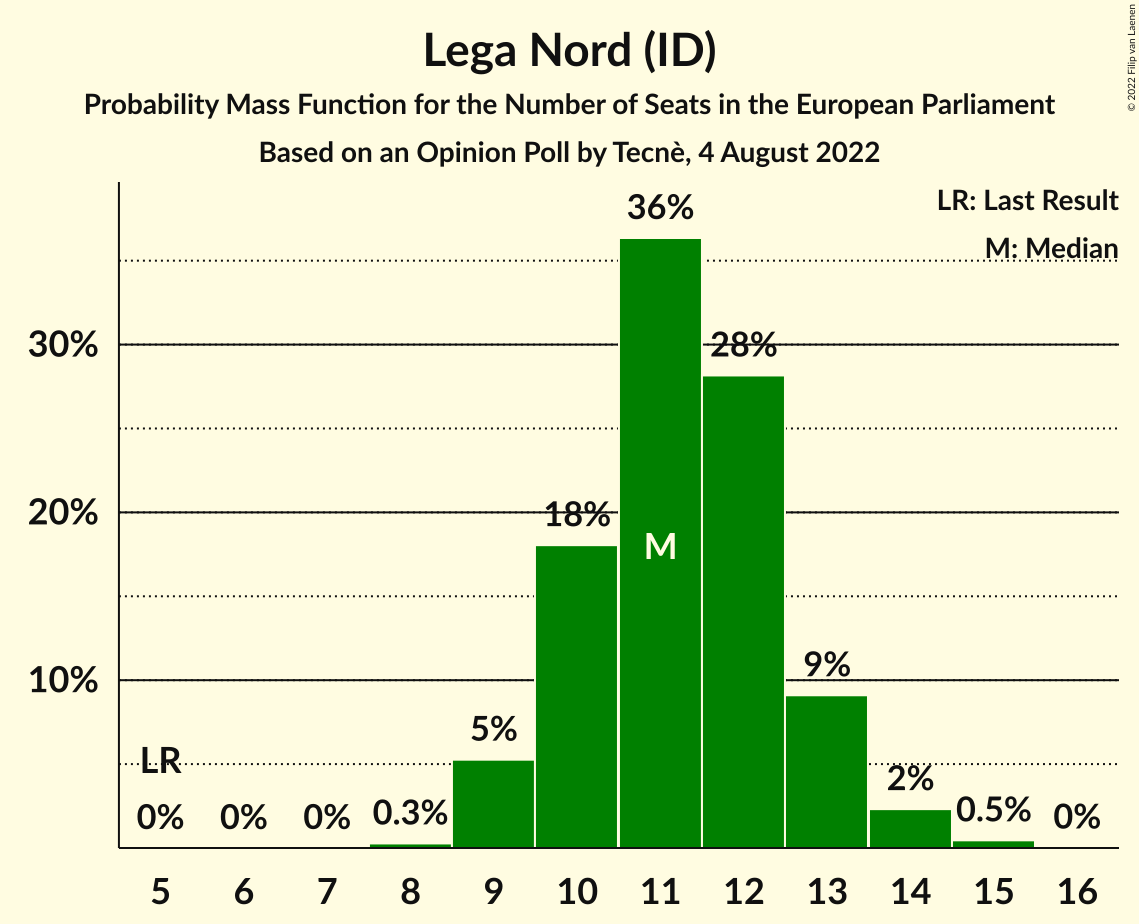 Lega Nord (ID)
Probability Mass Function for the Number of Seats in the European Parliament
Based on an Opinion Poll by Tecnè, 4 August 2022
© 2022 Filip van Laenen
LR: Last Result
M: Median
36%
30%
28%
20%
18%
M
10%
9%
5%
LR
2%
0%
0%
0%
0.3%
0.5%
0%
5 6 7 8 9 10 11 12 13 14 15 16